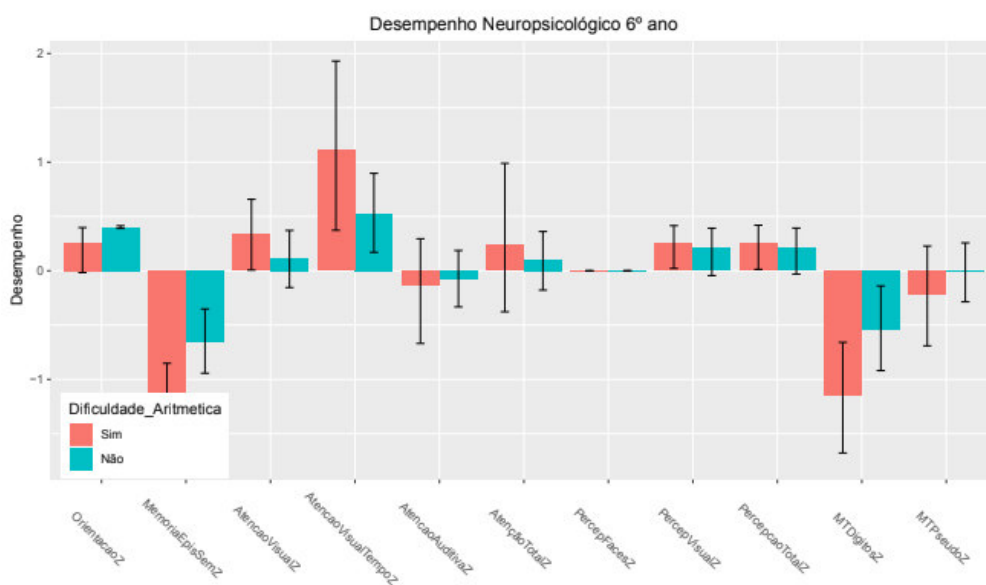 Desempenho Neuropsicológico 6º ano
2
1
0
−1
Desempenho
Dificuldade_Aritmetica
Sim
Não
OrientacaoZ
MemoriaEpisSemZ
AtencaoVisualZ
AtencaoVisualTempoZ
AtencaoAuditivaZ
AtençãoTotalZ
PercepFacesZ
PercepVisualZ
PercepcaoTotalZ
MTDigitosZ
MTPseudoZ